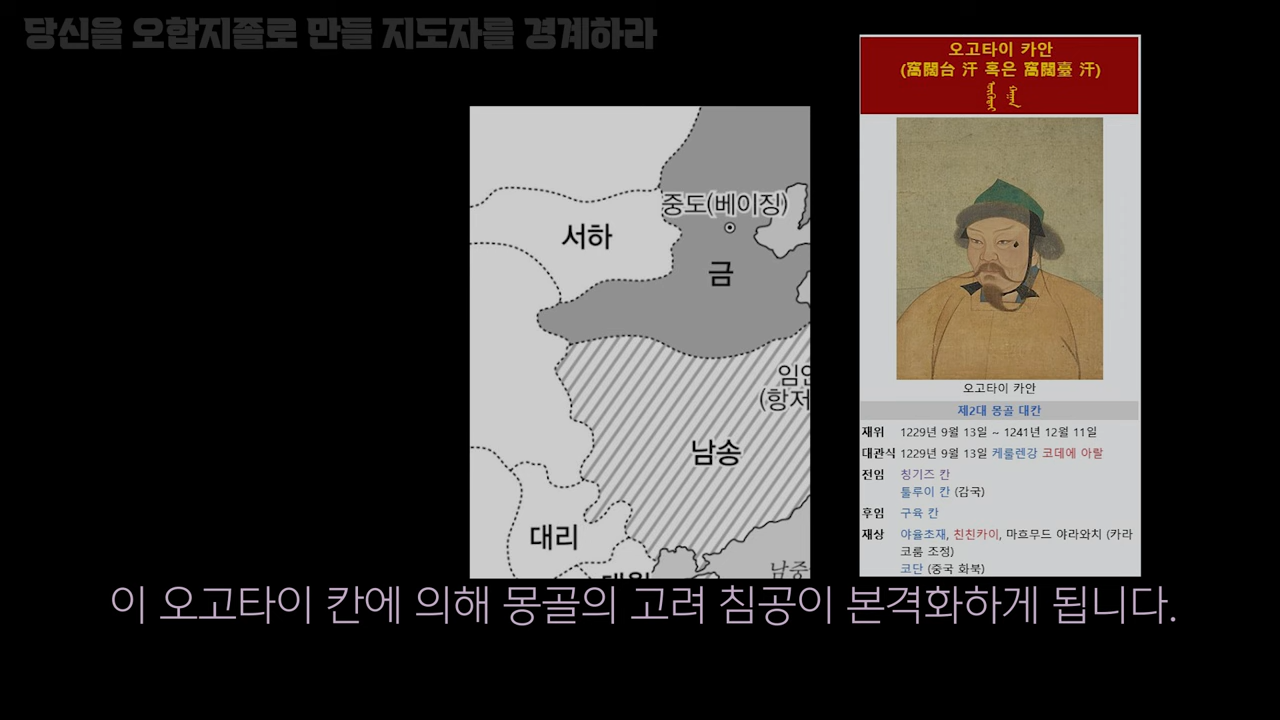 당신을 오합지졸로 만들 지도자를 경계하라
중도(베이징)
서하
금
임안
(항저
남송
대리
남중
오고타이 카안
(窩闊台 汗 혹은 窩闊臺 汗)
오고타이 카안
제2대 몽골 대칸
재위 1229년 9월 13일 ~ 1241년 12월 11일
대관식 1229년 9월 13일 케룰렌강 코데에 아랄
전임 칭기즈 칸
툴루이 칸 (감국)
후임 구육 칸
재상 야율초재, 친친카이, 마흐무드 야라와치 (카라
코룸 조정)
코단 (중국 화북)
이 오고타이 칸에 의해 몽골의 고려 침공이 본격화하게 됩니다.